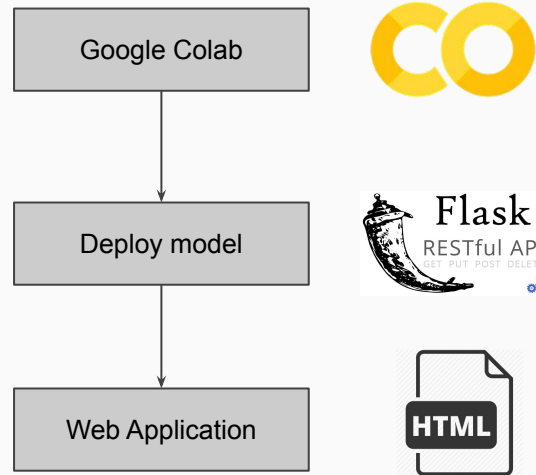 Google Colab
Deploy model
Flask
RESTful AP
GET PUT POST DELET
Web Application
HTML